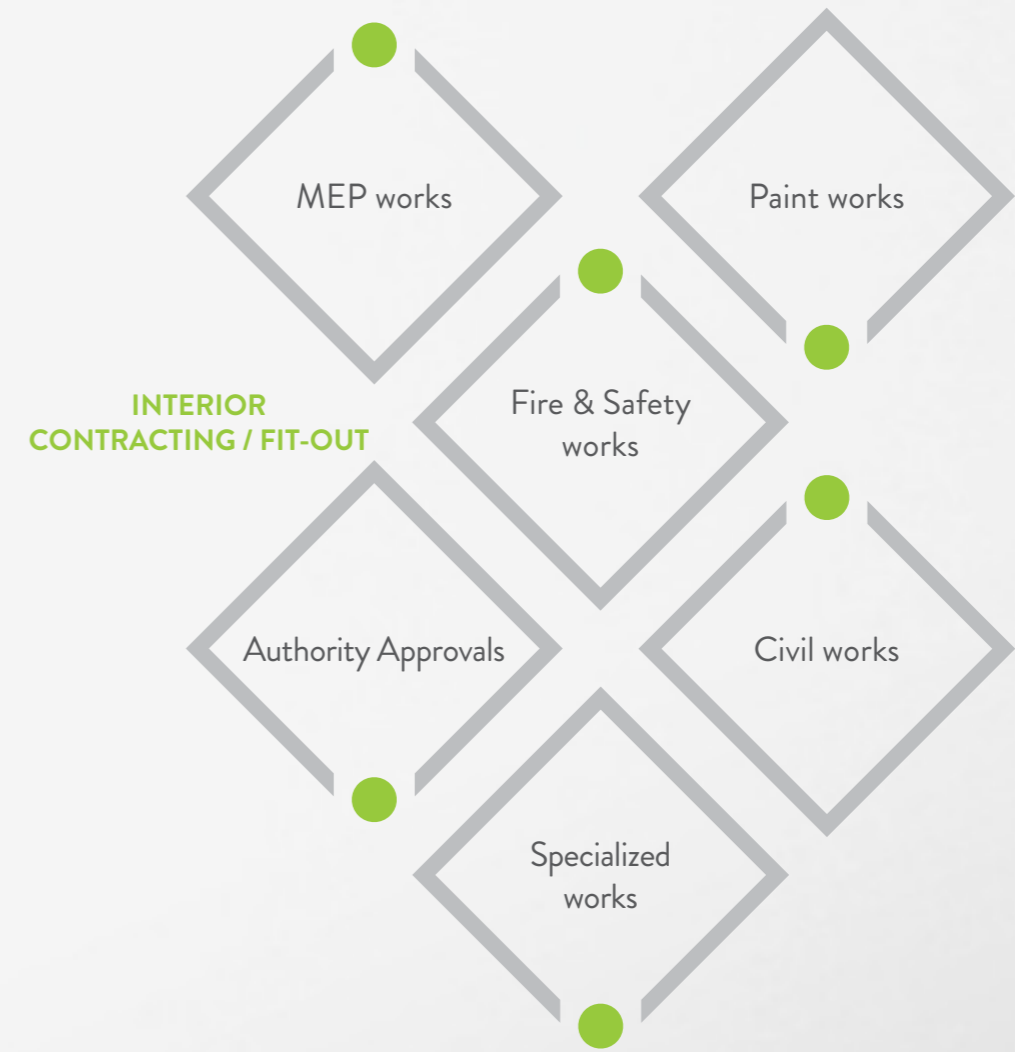 MEP works
Paint works
INTERIOR
CONTRACTING / FIT-OUT
Fire & Safety
works
Authority Approvals
Civil works
Specialized
works